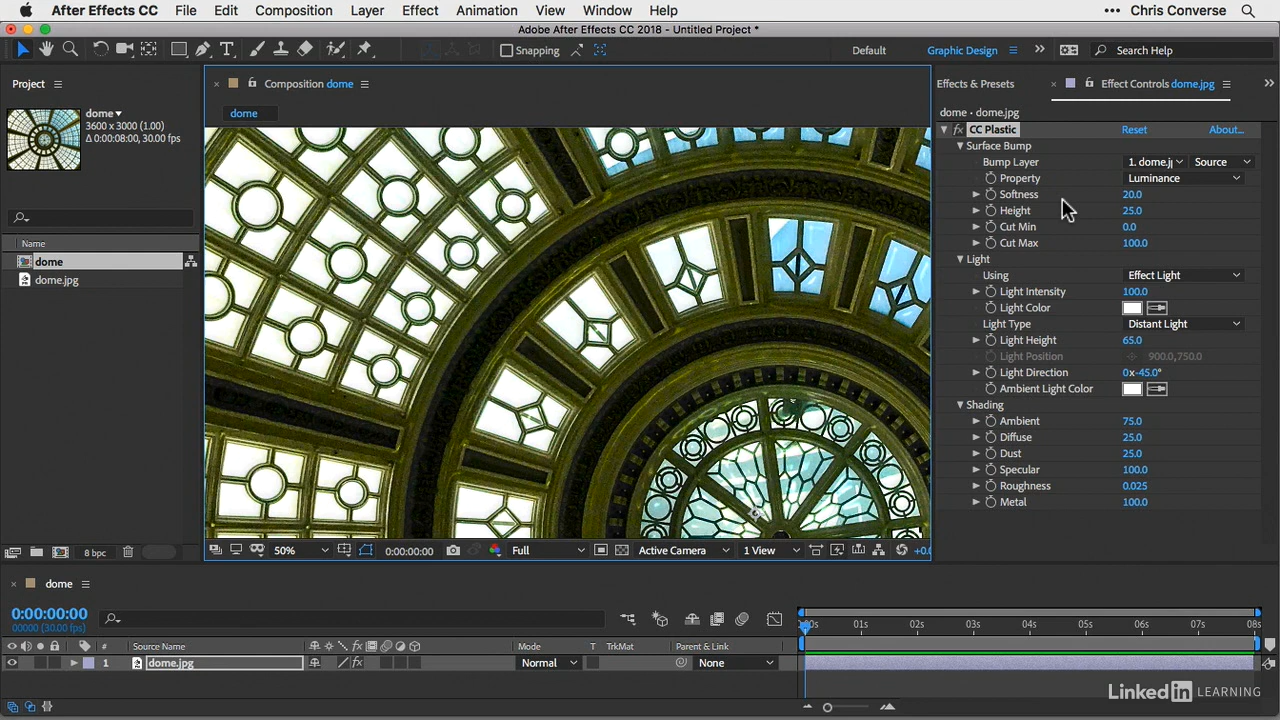 After Effects CC File Edit Composition Layer Effect Animation View Window Help Chris Converse
Adobe After Effects CC 2018 - Untitled Project *
Snapping Default Graphic Design Search Help
Project
dome
3600 x 3000 (1.00)
Δ 0:00:08:00, 30.00 fps
Name
dome
dome.jpg
8 bpc
Composition dome
dome
50% 0:00:00:00 Full Active Camera 1 View +0.0
Effects & Presets Effect Controls dome.jpg
dome • dome.jpg
fx CC Plastic Reset About...
Surface Bump
Bump Layer 1. dome.j Source
Property Luminance
Softness 20.0
Height 25.0
Cut Min 0.0
Cut Max 100.0
Light
Using Effect Light
Light Intensity 100.0
Light Color
Light Type Distant Light
Light Height 65.0
Light Position 900.0,750.0
Light Direction 0x-45.0°
Ambient Light Color
Shading
Ambient 75.0
Diffuse 25.0
Dust 25.0
Specular 100.0
Roughness 0.025
Metal 100.0
dome
0:00:00:00
00000 (30.00 fps)
:00s 01s 02s 03s 04s 05s 06s 07s 08s
# Source Name fx Mode T TrkMat Parent & Link
1 dome.jpg fx Normal None
Linked in LEARNING